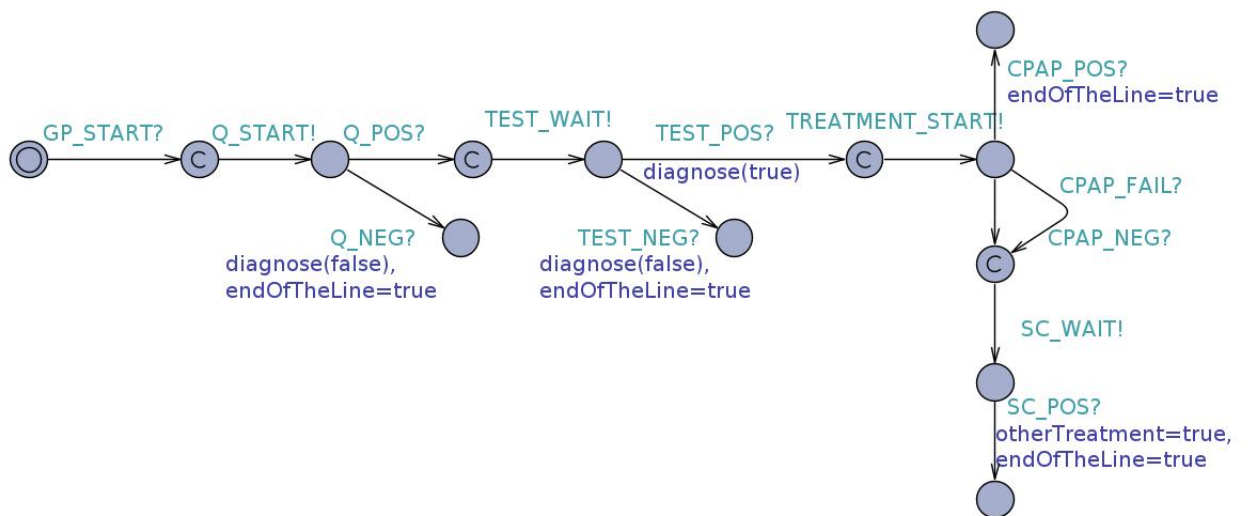 CPAP_POS?
endOfTheLine=true
GP_START?
Q_START!
Q_POS?
TEST_WAIT!
TEST_POS?
TREATMENT_START!
C
C
C
diagnose(true)
CPAP_FAIL?
Q_NEG?
diagnose(false),
endOfTheLine=true
TEST_NEG?
diagnose(false),
endOfTheLine=true
CPAP_NEG?
C
SC_WAIT!
SC_POS?
otherTreatment=true,
endOfTheLine=true